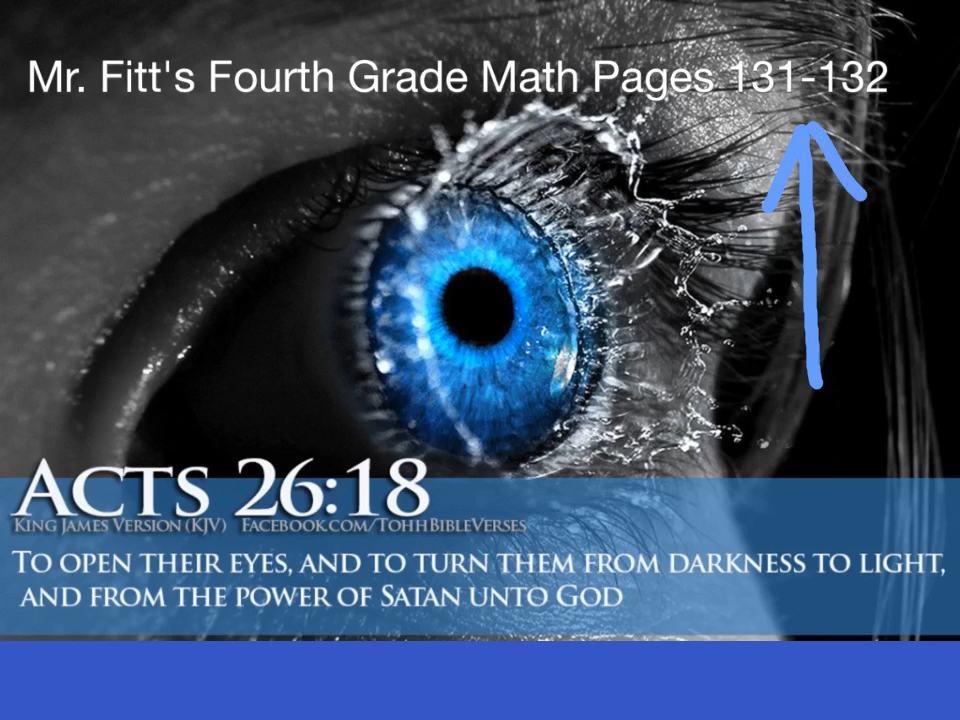 Mr. Fitt's Fourth Grade Math Pages 131-132
ACTS 26:18
KING JAMES VERSION (KJV) FACEBOOK.COM/TOHHBIBLEVERSES
TO OPEN THEIR EYES, AND TO TURN THEM FROM DARKNESS TO LIGHT,
AND FROM THE POWER OF SATAN UNTO GOD